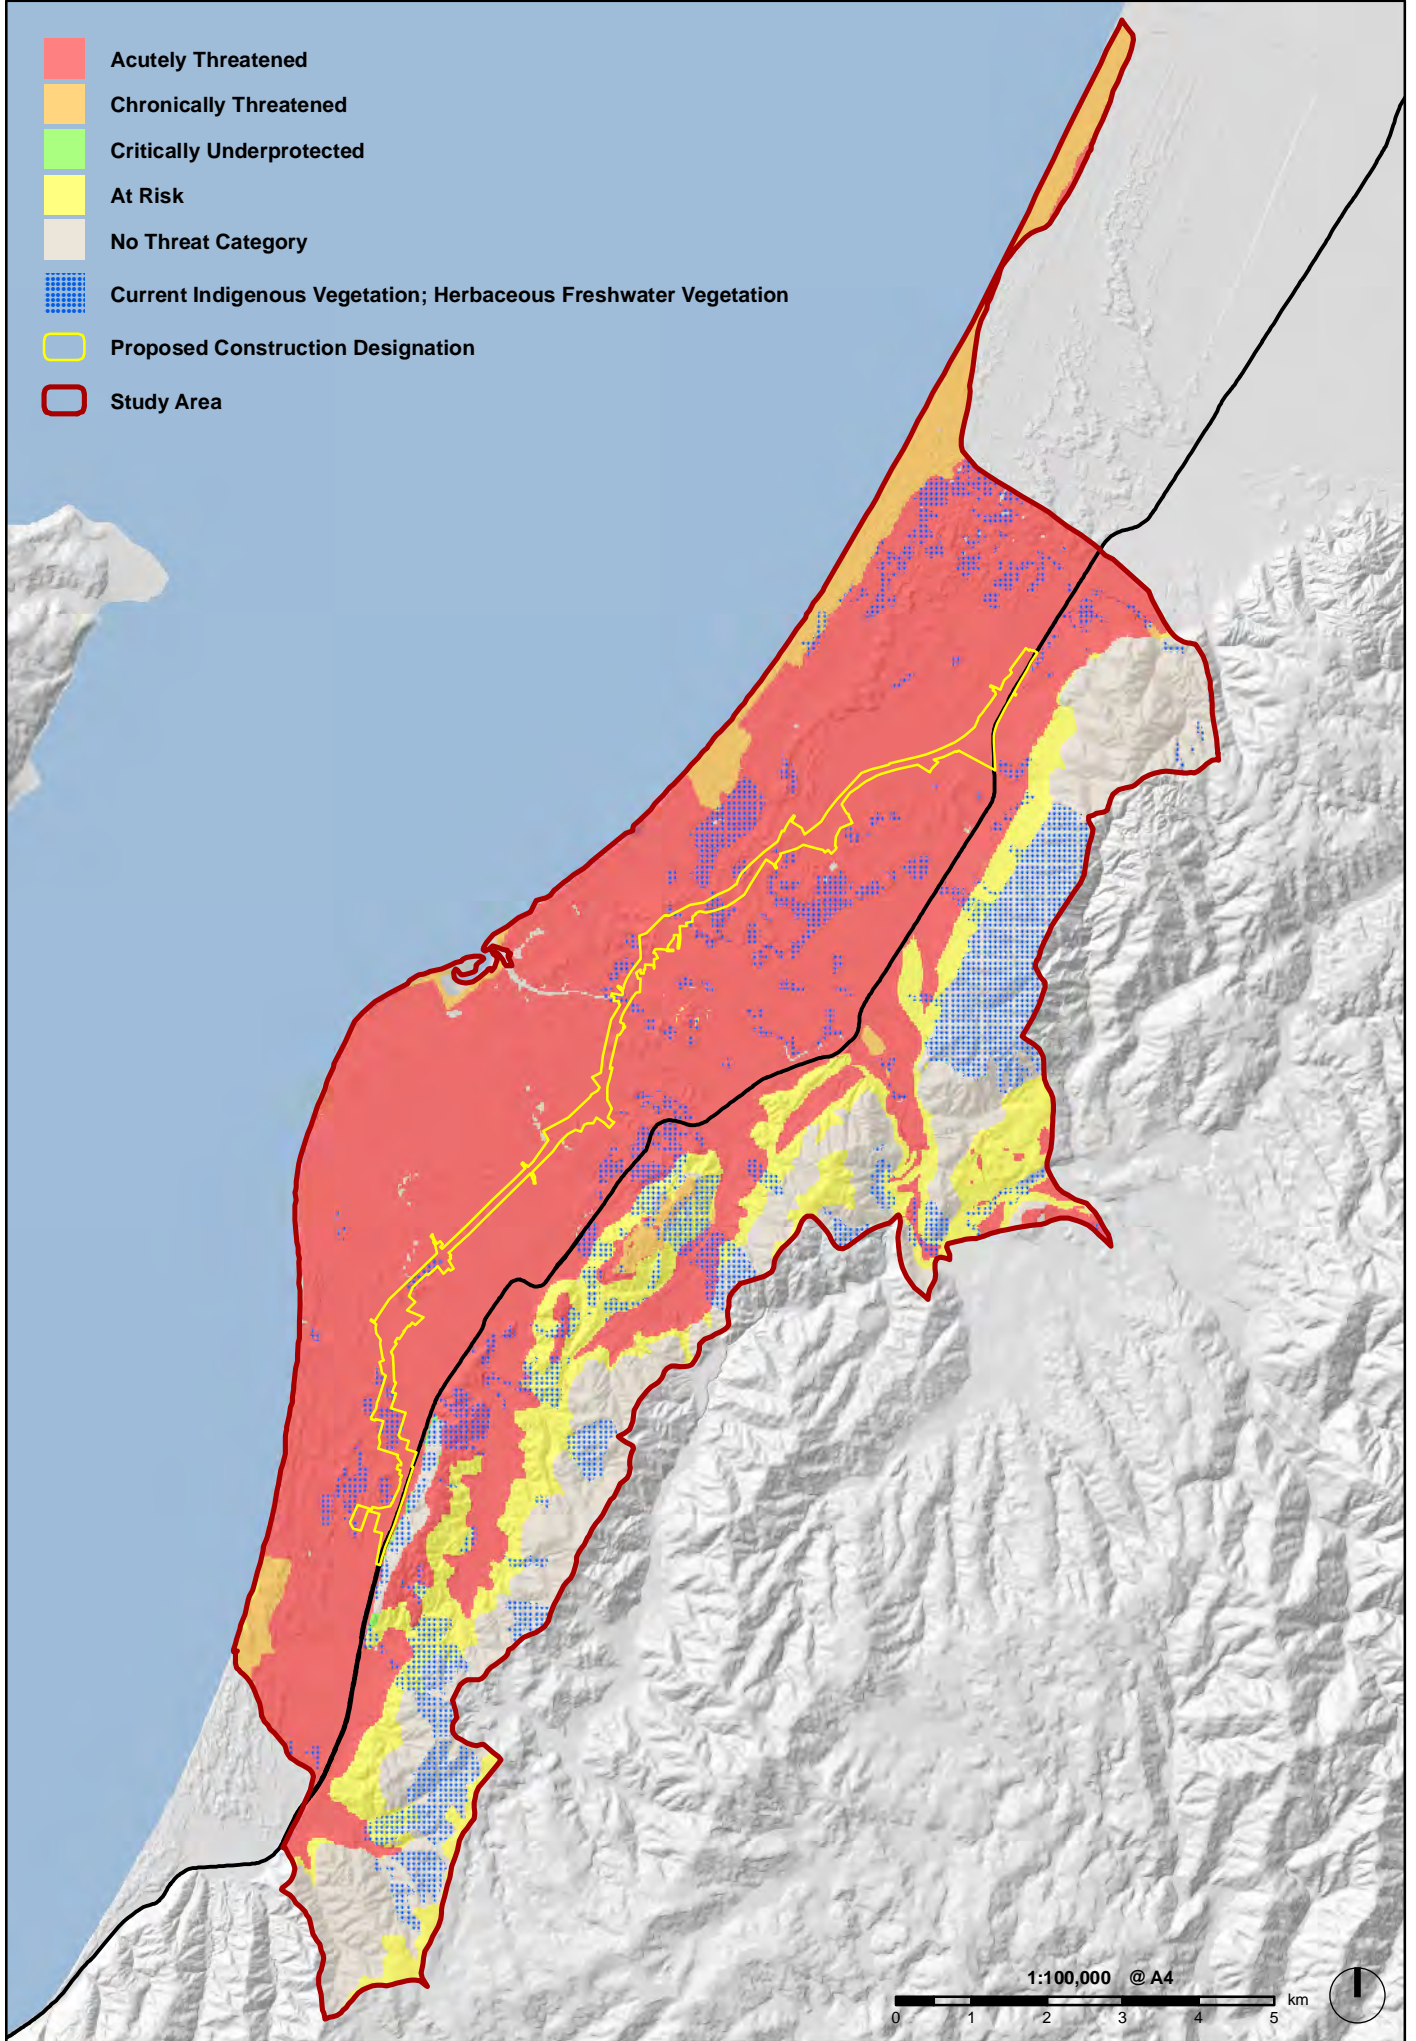 Acutely Threatened
Chronically Threatened
Critically Underprotected
At Risk
No Threat Category
Current Indigenous Vegetation; Herbaceous Freshwater Vegetation
Proposed Construction Designation
Study Area
1:100,000 @ A4
km
0 1 2 3 4 5